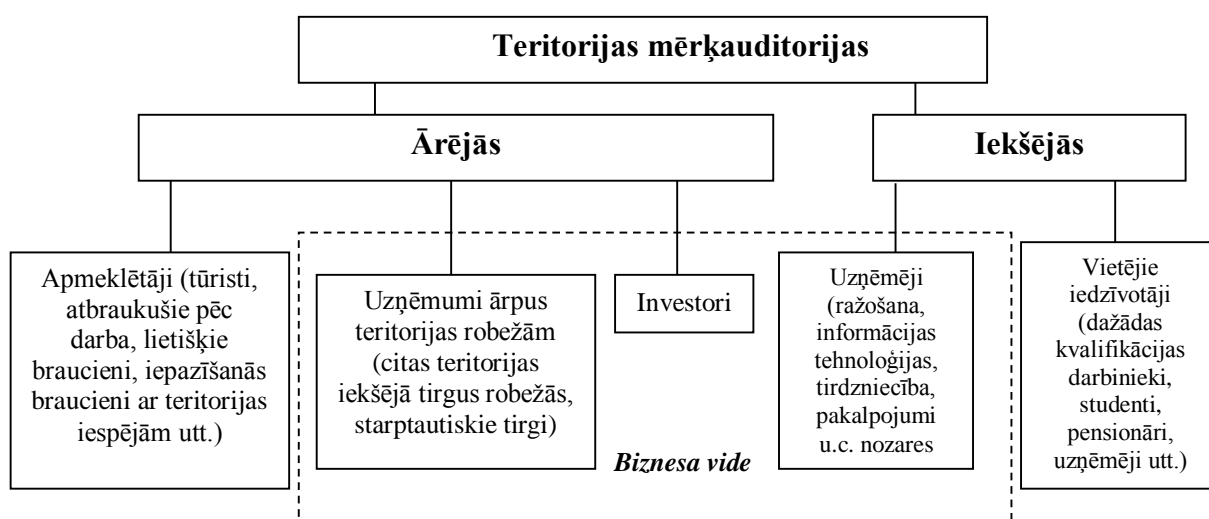 Teritorijas mērķauditorijas
Ārējās
Iekšējās
Apmeklētāji (tūristi,
atbraukušie pēc
darba, lietišķie
braucieni, iepazīšanās
braucieni ar teritorijas
iespējām utt.)
Uzņēmumi ārpus
teritorijas robežām
(citas teritorijas
iekšējā tirgus robežās,
starptautiskie tirgi)
Investori
Uzņēmēji
(ražošana,
informācijas
tehnoloģijas,
tirdzniecība,
pakalpojumi
u.c. nozares
Vietējie
iedzīvotāji
(dažādas
kvalifikācijas
darbinieki,
studenti,
pensionāri,
uzņēmēji utt.)
Biznesa vide